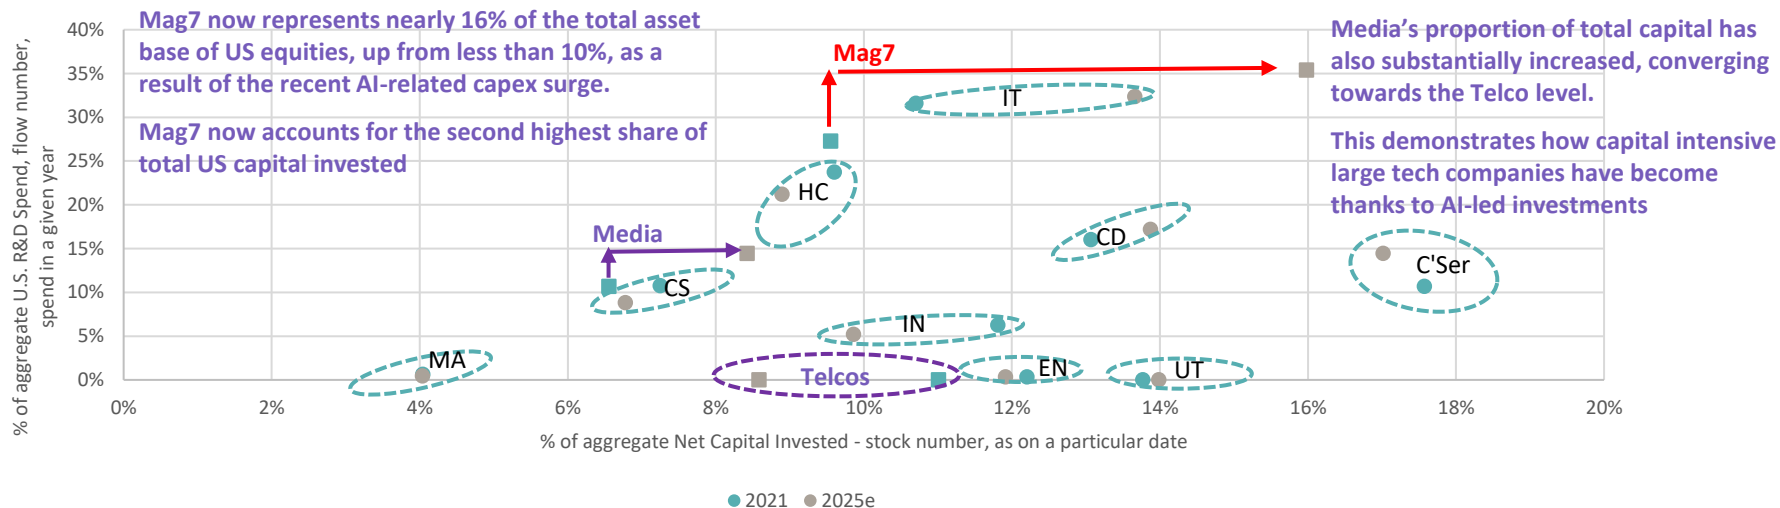 Mag7 now represents nearly 16% of the total asset
base of US equities, up from less than 10%, as a
result of the recent AI-related capex surge.
Mag7 now accounts for the second highest share of
total US capital invested
Media’s proportion of total capital has
also substantially increased, converging
towards the Telco level.
This demonstrates how capital intensive
large tech companies have become
thanks to AI-led investments
% of aggregate U.S. R&D Spend, flow number,
spend in a given year
40%
35%
30%
25%
20%
15%
10%
5%
0%
Mag7
IT
HC
Media
CD
C'Ser
CS
IN
MA
Telcos
EN
UT
0%
2%
4%
6%
8%
10%
12%
14%
16%
18%
20%
% of aggregate Net Capital Invested - stock number, as on a particular date
2021
2025e